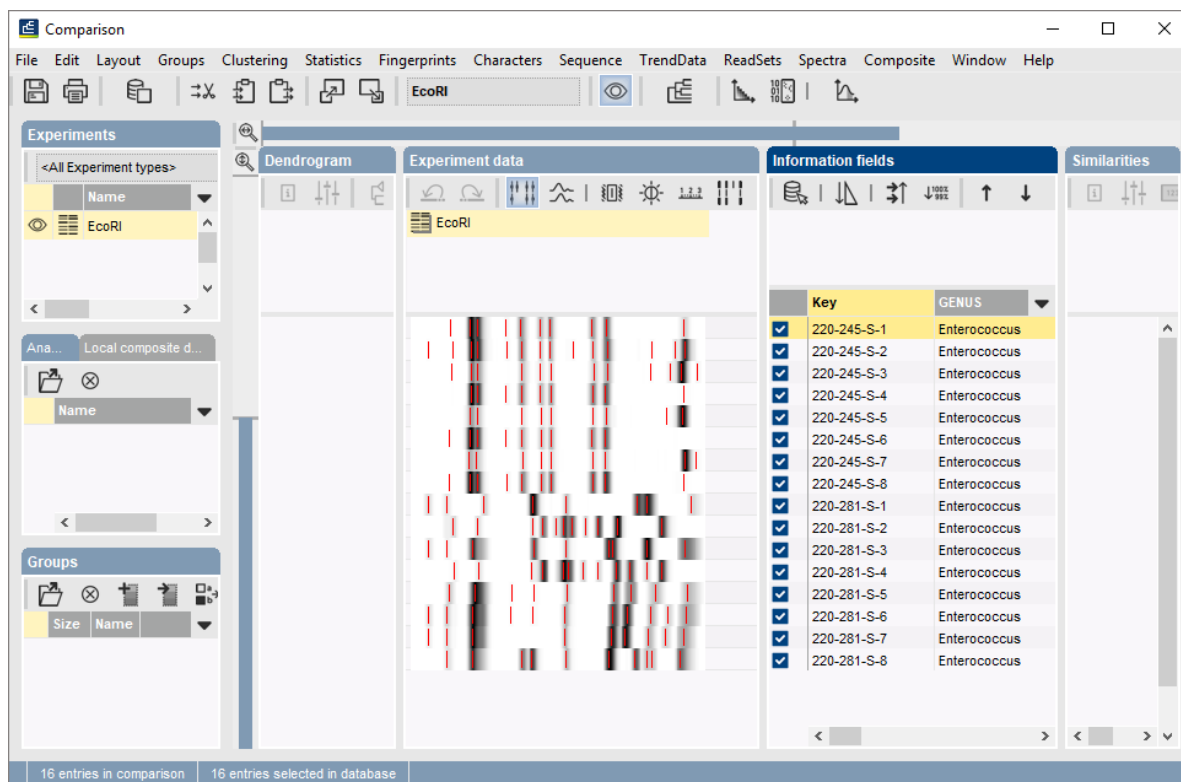 Comparison
File Edit Layout Groups Clustering Statistics Fingerprints Characters Sequence TrendData ReadSets Spectra Composite Window Help
EcoRI
Experiments
<All Experiment types>
Name
EcoRI
Ana... Local composite d...
Name
Groups
Size Name
Dendrogram
Experiment data
EcoRI
Information fields
Key GENUS
220-245-S-1 Enterococcus
220-245-S-2 Enterococcus
220-245-S-3 Enterococcus
220-245-S-4 Enterococcus
220-245-S-5 Enterococcus
220-245-S-6 Enterococcus
220-245-S-7 Enterococcus
220-245-S-8 Enterococcus
220-281-S-1 Enterococcus
220-281-S-2 Enterococcus
220-281-S-3 Enterococcus
220-281-S-4 Enterococcus
220-281-S-5 Enterococcus
220-281-S-6 Enterococcus
220-281-S-7 Enterococcus
220-281-S-8 Enterococcus
Similarities
16 entries in comparison 16 entries selected in database